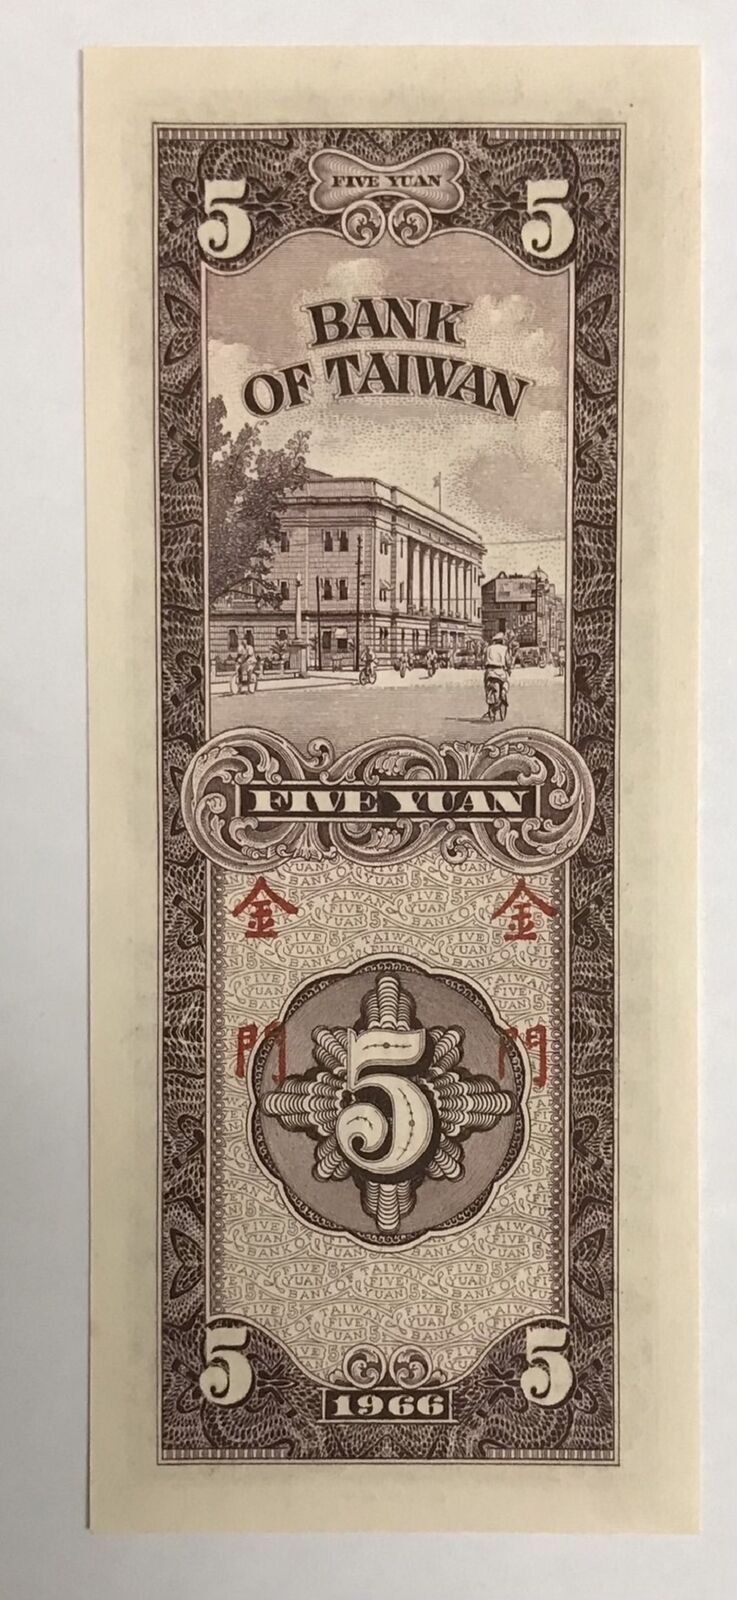 5 FIVE YUAN 5
BANK
OF TAIWAN
FIVE YUAN
金 金
門 門
5
5 5
1966